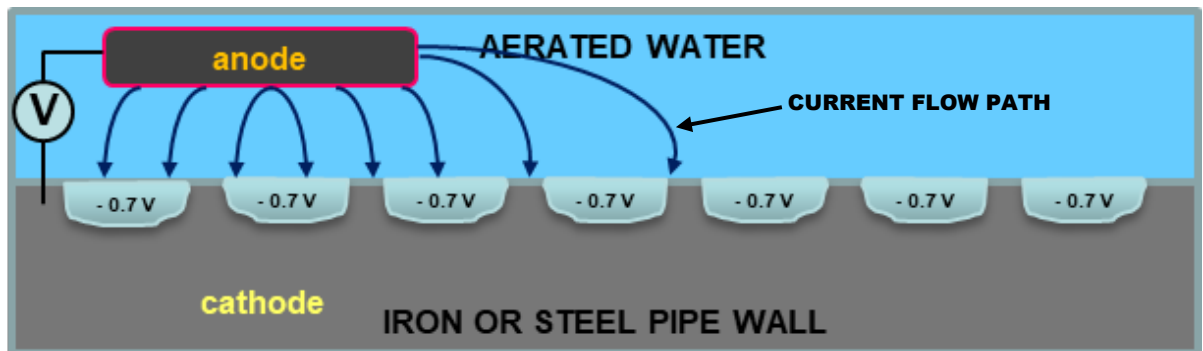 anode
AERATED WATER
V
CURRENT FLOW PATH
- 0.7 V
- 0.7 V
- 0.7 V
- 0.7 V
- 0.7 V
- 0.7 V
- 0.7 V
cathode
IRON OR STEEL PIPE WALL